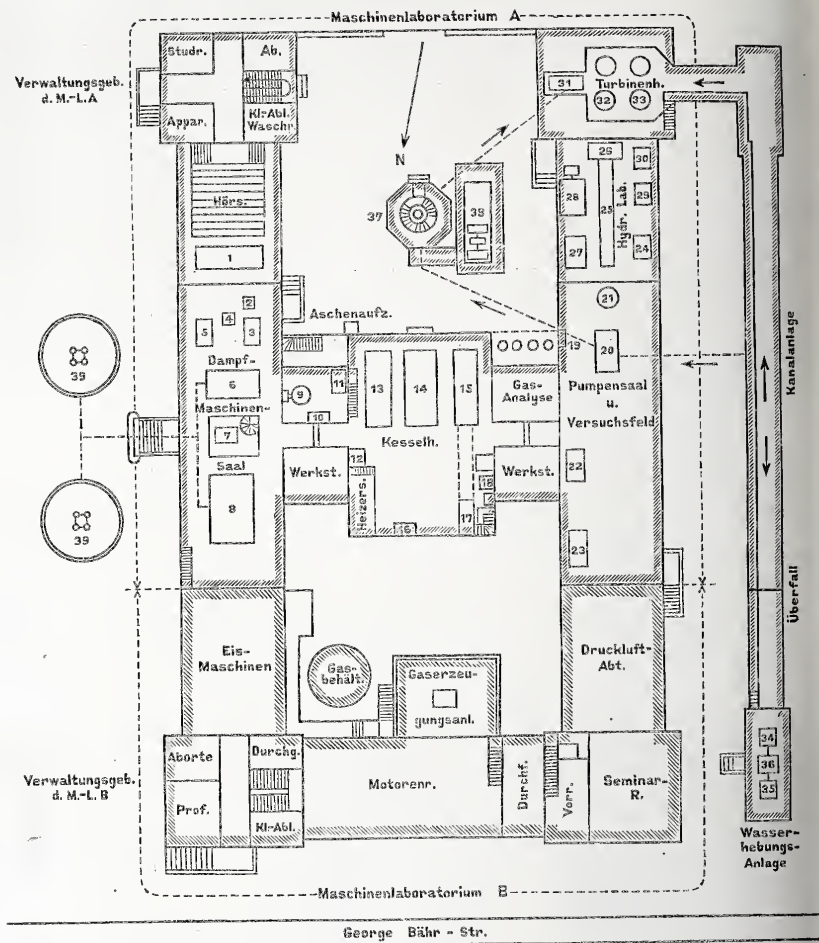 Maschinenlaboratorium A
Studr.
Ab.
Verwaltungsgeb.
d. M.-L.A
Appar.
Kl.-Abl.
Waschr.
31
Turbinenh.
32
33
N
Hörs.
1
37
38
26
30
28
25
29
Hydr. Lab.
27
24
2
4
5
3
Aschenaufz.
21
19
20
39
Dampf-
6
Maschinen-
7
Saal
8
9
11
10
13
14
15
Gas-
Analyse
Pumpensaal
u.
Versuchsfeld
Kesselh.
Werkst.
12
Heizers.
16
17
18
Werkst.
22
23
39
Kanalanlage
Überfall
Eis-
Maschinen
Gas-
behält.
Gaserzeu-
gungsanl.
Druckluft-
Abt.
34
36
35
Aborte
Durchg.
Verwaltungsgeb.
d. M.-L.B
Prof.
Kl.-Abl.
Motorenr.
Durchf.
Vorr.
Seminar-
R.
Wasser-
hebungs-
Anlage
Maschinenlaboratorium B
George Bähr - Str.